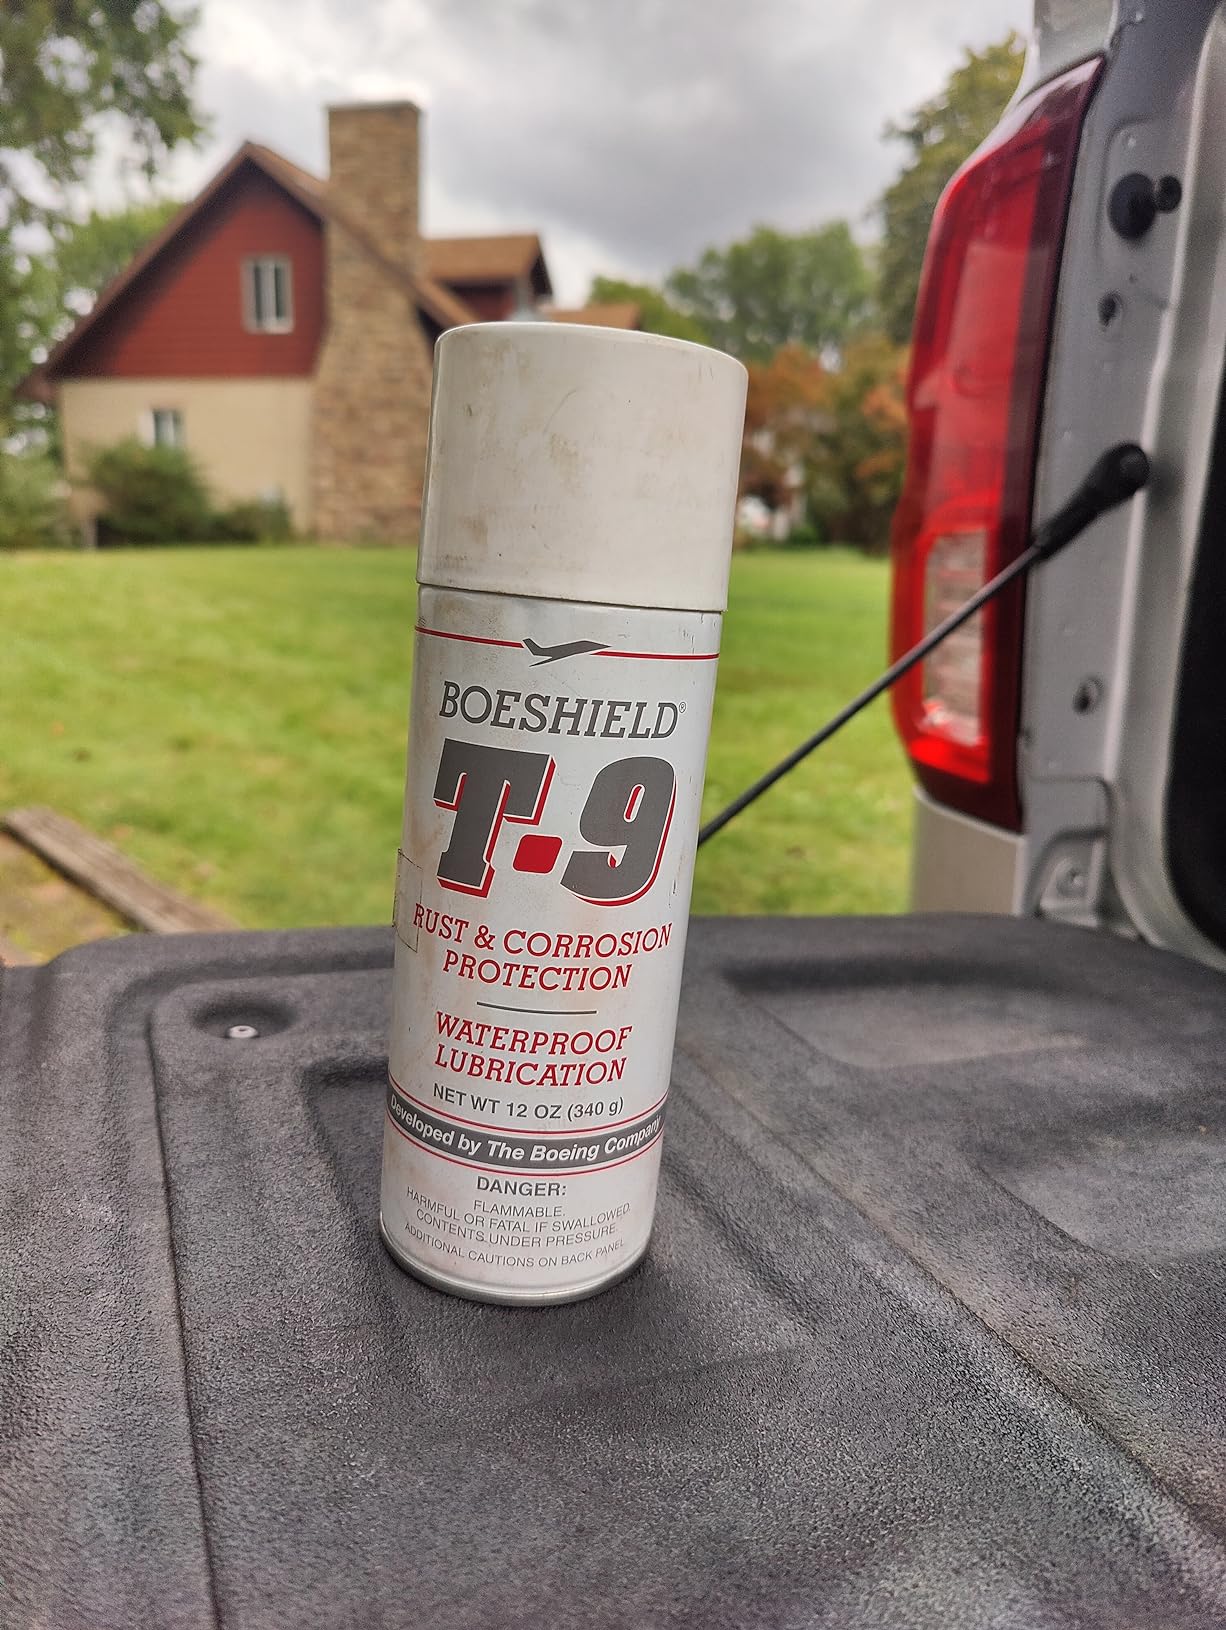 BOESHIELD®
T·9
RUST & CORROSION
PROTECTION
WATERPROOF
LUBRICATION
NET WT 12 OZ (340 g)
Developed by The Boeing Company
DANGER:
FLAMMABLE.
HARMFUL OR FATAL IF SWALLOWED.
CONTENTS UNDER PRESSURE.
ADDITIONAL CAUTIONS ON BACK PANEL